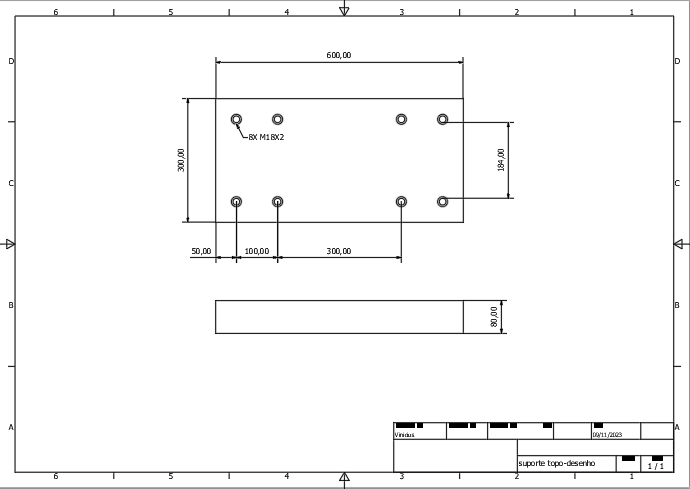 6 5 4 3 2 1
D D
600,00
8X M18X2
300,00
184,00
C C
50,00 100,00 300,00
B B
80,00
A A
Vinicius 09/11/2023
suporte topo-desenho
1 / 1
6 5 4 3 2 1